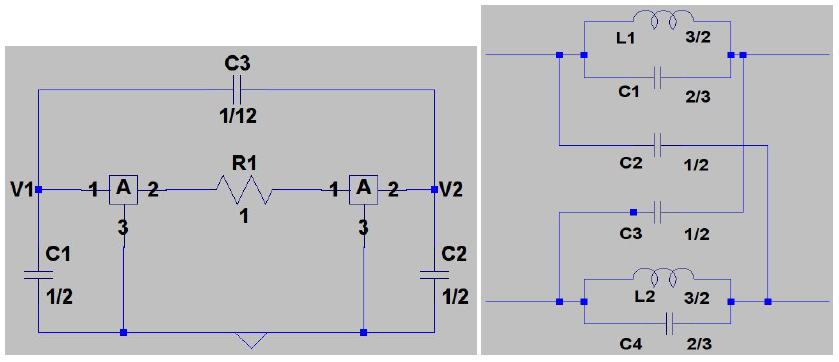 C3
1/12
R1
V1 1 A 2 1 A 2 V2
1
3 3
C1 C2
1/2 1/2
L1 3/2
C1 2/3
C2 1/2
C3 1/2
L2 3/2
C4 2/3